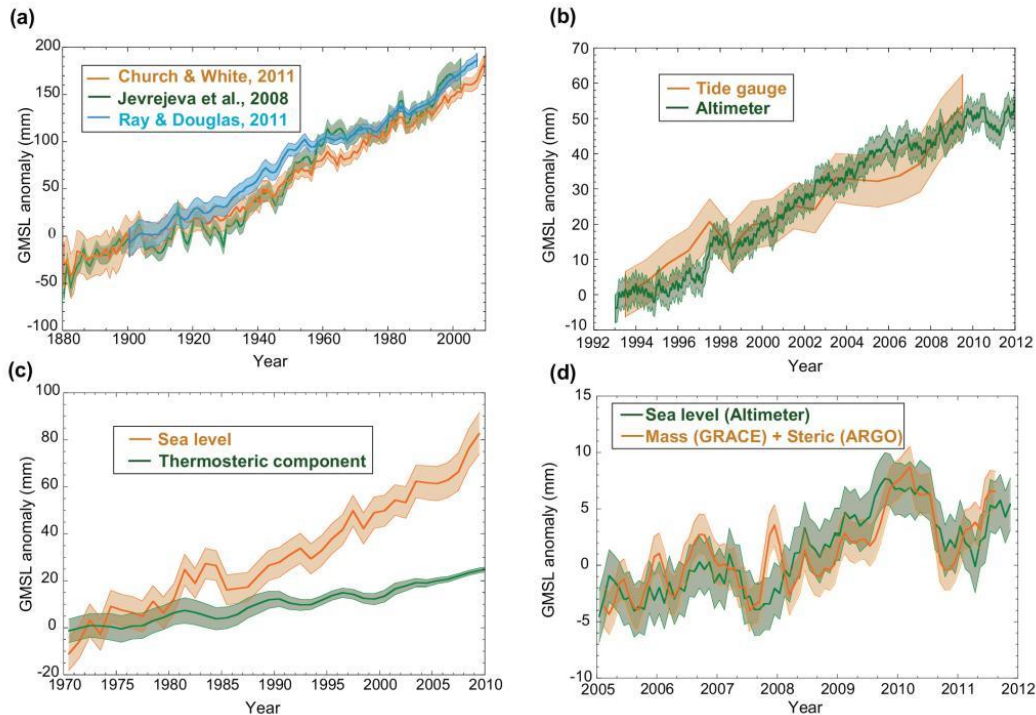 (a)
200
150
100
50
0
-50
-100
GMSL anomaly (mm)
Church & White, 2011
Jevrejeva et al., 2008
Ray & Douglas, 2011
1880 1900 1920 1940 1960 1980 2000
Year
(b)
70
60
50
40
30
20
10
0
-10
GMSL anomaly (mm)
Tide gauge
Altimeter
1992 1994 1996 1998 2000 2002 2004 2006 2008 2010 2012
Year
(c)
100
80
60
40
20
0
-20
GMSL anomaly (mm)
Sea level
Thermosteric component
1970 1975 1980 1985 1990 1995 2000 2005 2010
Year
(d)
15
10
5
0
-5
-10
GMSL anomaly (mm)
Sea level (Altimeter)
Mass (GRACE) + Steric (ARGO)
2005 2006 2007 2008 2009 2010 2011 2012
Year